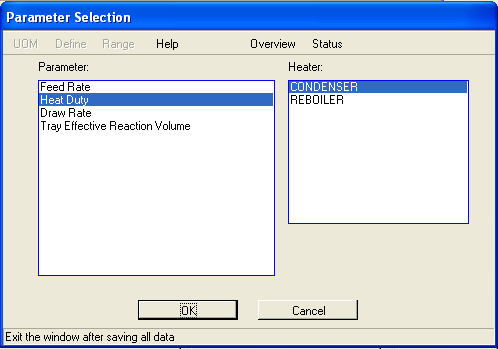 Parameter Selection
UOM Define Range Help Overview Status
Parameter: Heater:
Feed Rate CONDENSER
Heat Duty REBOILER
Draw Rate
Tray Effective Reaction Volume
OK Cancel
Exit the window after saving all data